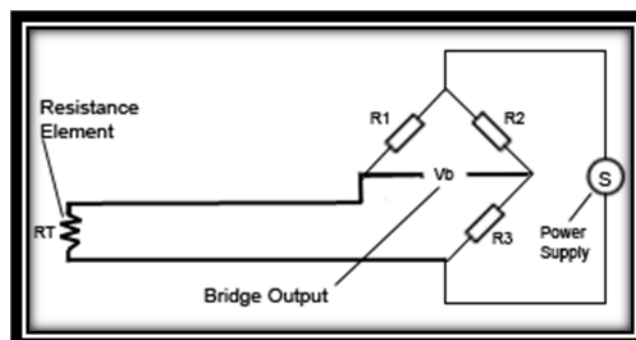 Resistance
Element
R1
R2
Vb
S
RT
R3
Power
Supply
Bridge Output